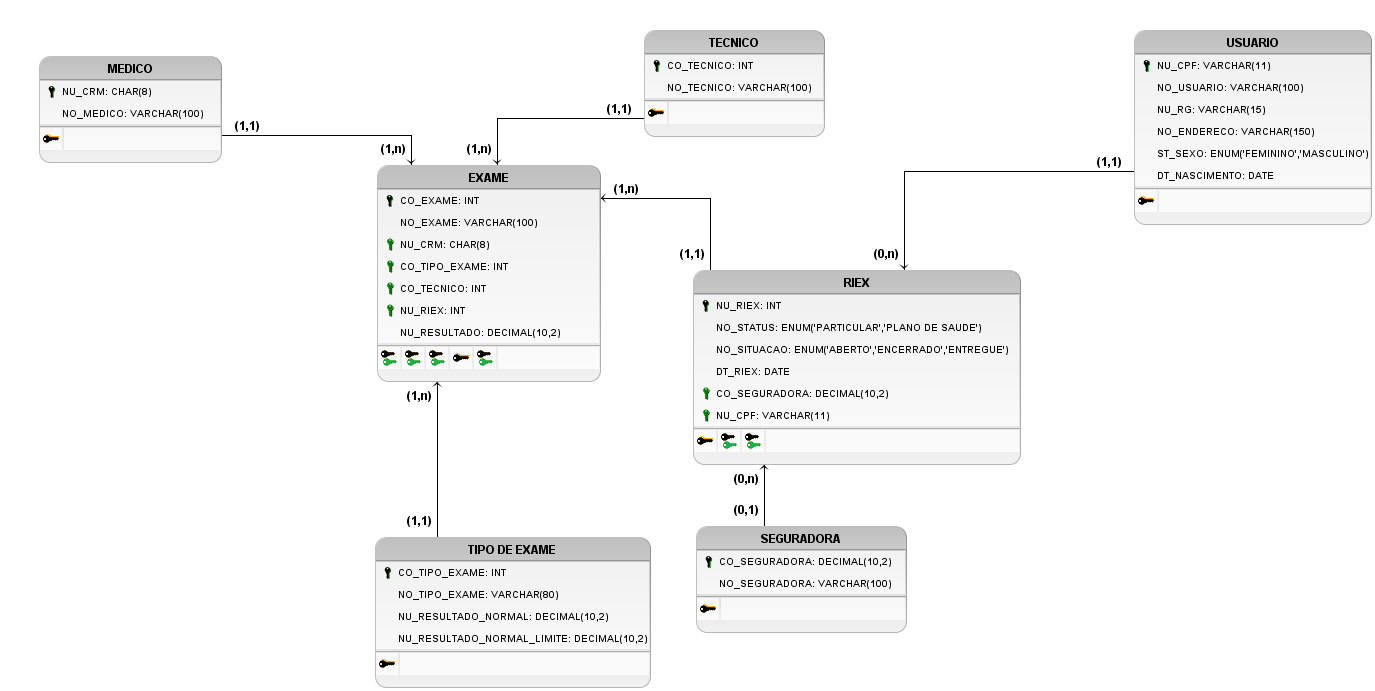 MEDICO
NU_CRM: CHAR(8)
NO_MEDICO: VARCHAR(100)
(1,1)
(1,n)
TECNICO
CO_TECNICO: INT
NO_TECNICO: VARCHAR(100)
(1,1)
(1,n)
USUARIO
NU_CPF: VARCHAR(11)
NO_USUARIO: VARCHAR(100)
NU_RG: VARCHAR(15)
NO_ENDERECO: VARCHAR(150)
ST_SEXO: ENUM('FEMININO','MASCULINO')
DT_NASCIMENTO: DATE
(1,1)
(0,n)
EXAME
CO_EXAME: INT
NO_EXAME: VARCHAR(100)
NU_CRM: CHAR(8)
CO_TIPO_EXAME: INT
CO_TECNICO: INT
NU_RIEX: INT
NU_RESULTADO: DECIMAL(10,2)
(1,n)
(1,1)
RIEX
NU_RIEX: INT
NO_STATUS: ENUM('PARTICULAR','PLANO DE SAUDE')
NO_SITUACAO: ENUM('ABERTO','ENCERRADO','ENTREGUE')
DT_RIEX: DATE
CO_SEGURADORA: DECIMAL(10,2)
NU_CPF: VARCHAR(11)
(1,n)
(1,1)
(0,n)
(0,1)
TIPO DE EXAME
CO_TIPO_EXAME: INT
NO_TIPO_EXAME: VARCHAR(80)
NU_RESULTADO_NORMAL: DECIMAL(10,2)
NU_RESULTADO_NORMAL_LIMITE: DECIMAL(10,2)
SEGURADORA
CO_SEGURADORA: DECIMAL(10,2)
NO_SEGURADORA: VARCHAR(100)